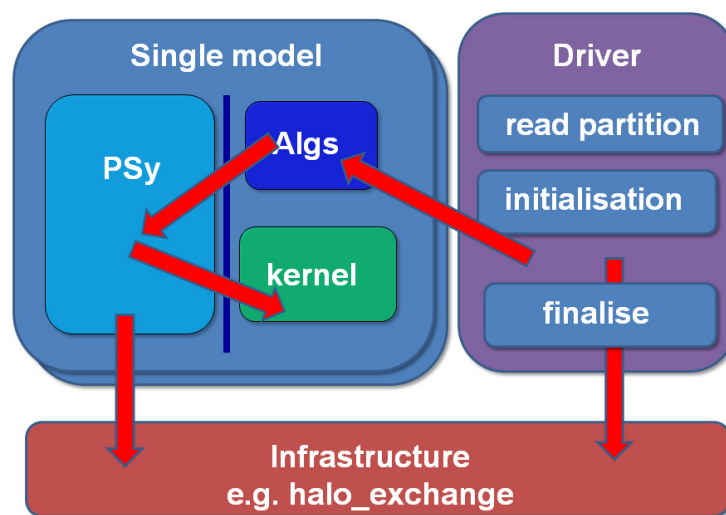 Single model
PSy
Algs
kernel
Driver
read partition
initialisation
finalise
Infrastructure
e.g. halo_exchange